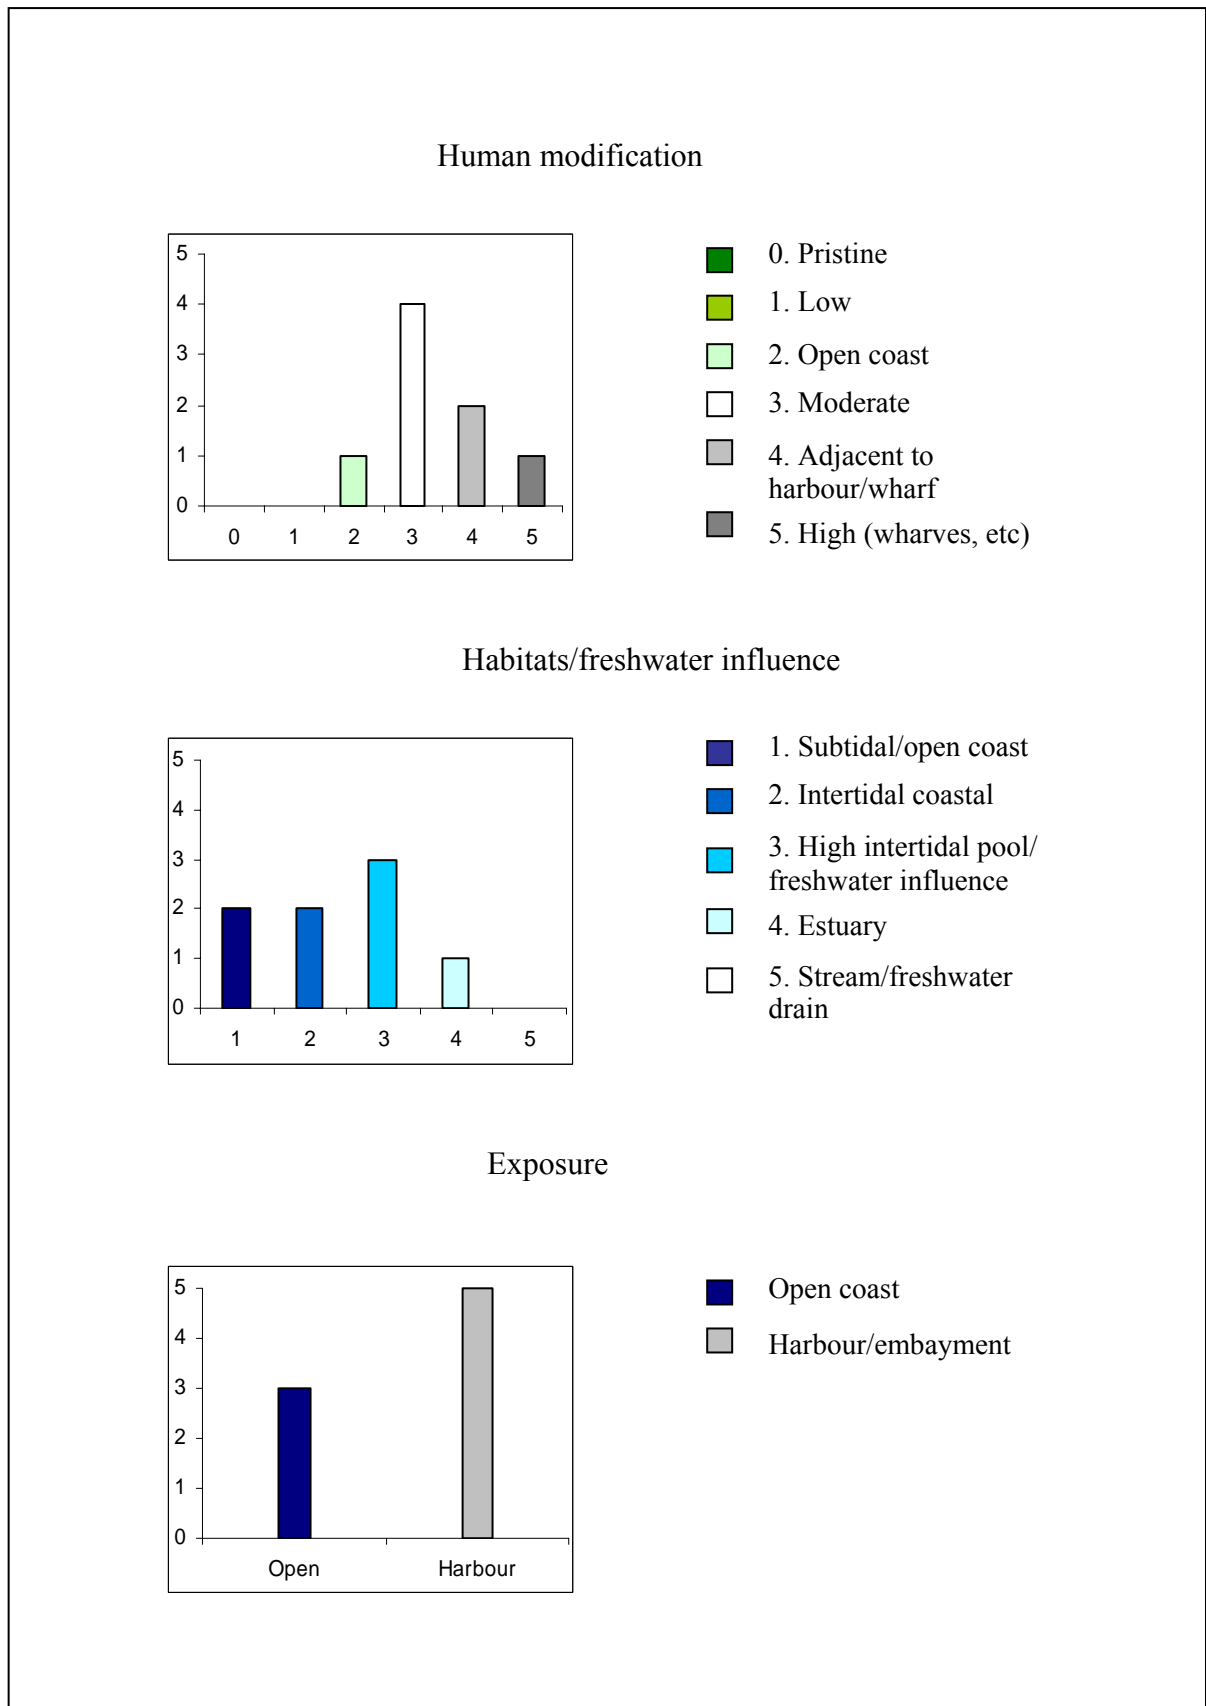 Human modification
5
4
3
2
1
0
0 1 2 3 4 5
0. Pristine
1. Low
2. Open coast
3. Moderate
4. Adjacent to
harbour/wharf
5. High (wharves, etc)
Habitats/freshwater influence
5
4
3
2
1
0
1 2 3 4 5
1. Subtidal/open coast
2. Intertidal coastal
3. High intertidal pool/
freshwater influence
4. Estuary
5. Stream/freshwater
drain
Exposure
5
4
3
2
1
0
Open Harbour
Open coast
Harbour/embayment